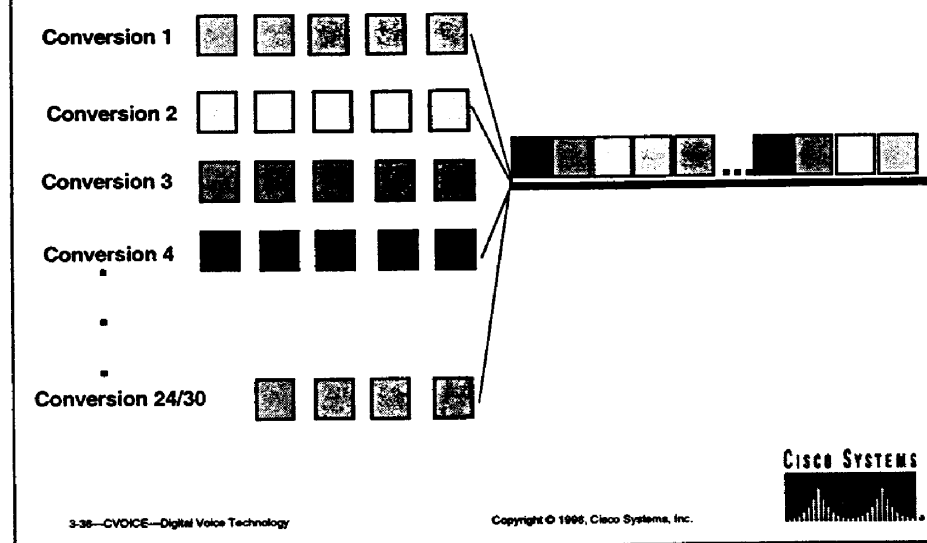 Conversion 1
Conversion 2
Conversion 3
Conversion 4
Conversion 24/30
CISCO SYSTEMS
3-36—CVOICE—Digital Voice Technology
Copyright © 1998, Cisco Systems, Inc.